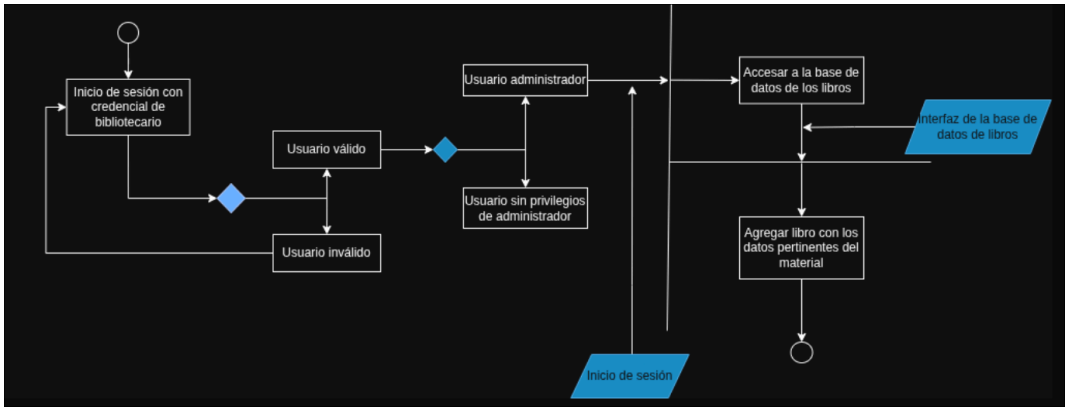 Inicio de sesión con
credencial de
bibliotecario
Usuario válido
Usuario inválido
Usuario administrador
Usuario sin privilegios
de administrador
Inicio de sesión
Accesar a la base de
datos de los libros
Interfaz de la base de
datos de libros
Agregar libro con los
datos pertinentes del
material